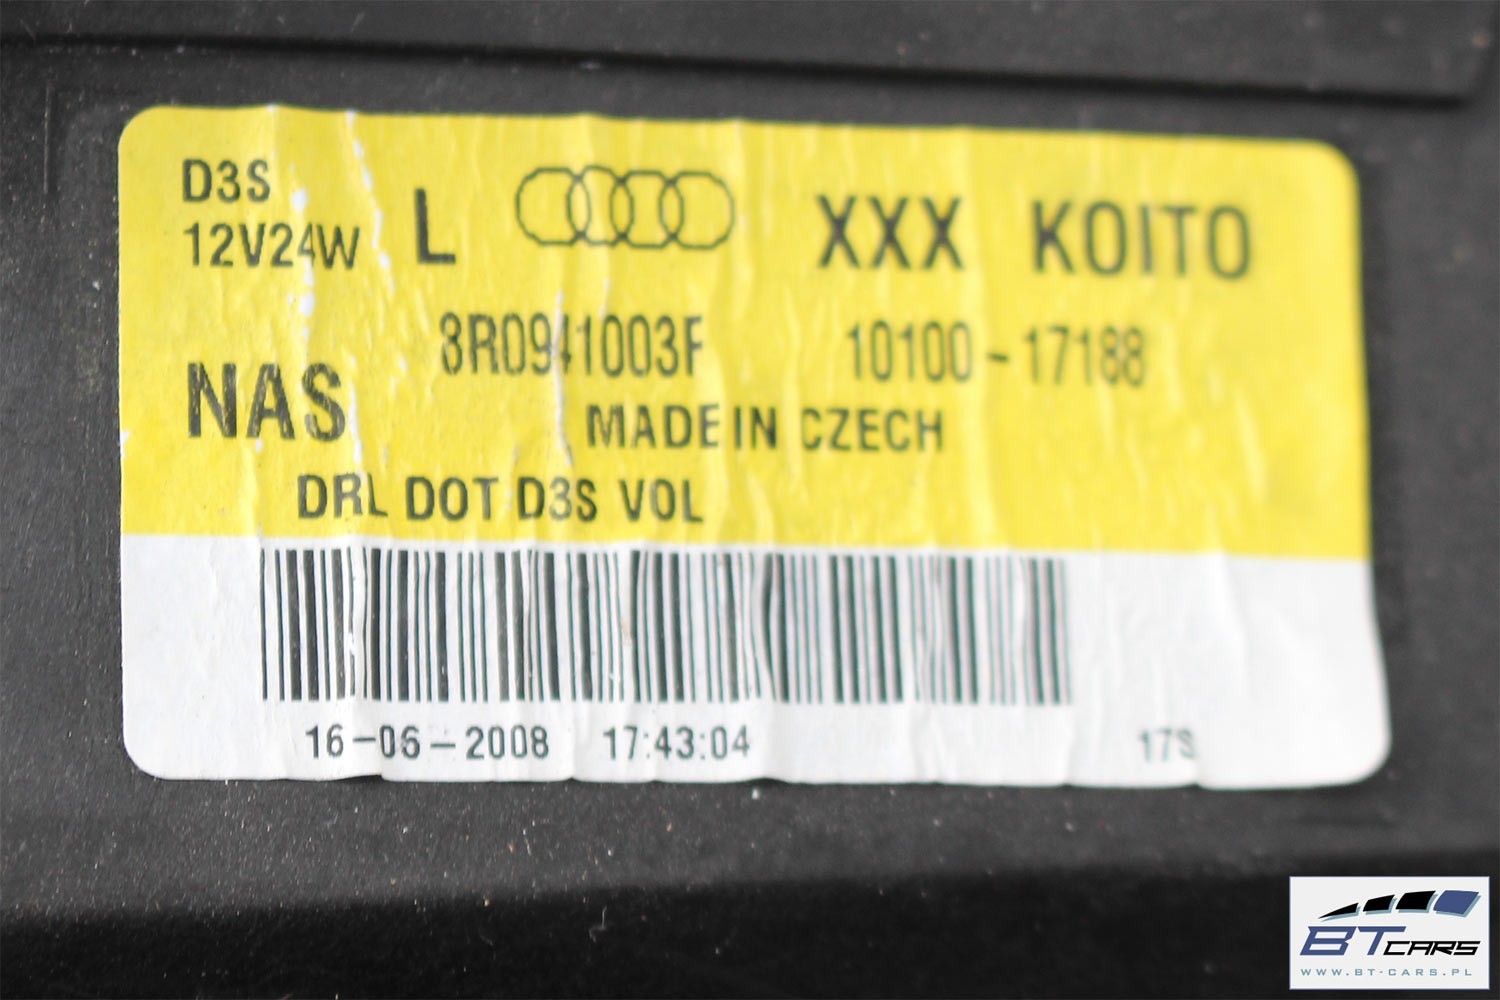 D3S
12V24W L XXX KOITO
8R0941003F 10100-17188
NAS
MADE IN CZECH
DRL DOT D3S VOL
16-06-2008 17:43:04 17S
BT CARS
WWW.BT-CARS.PL